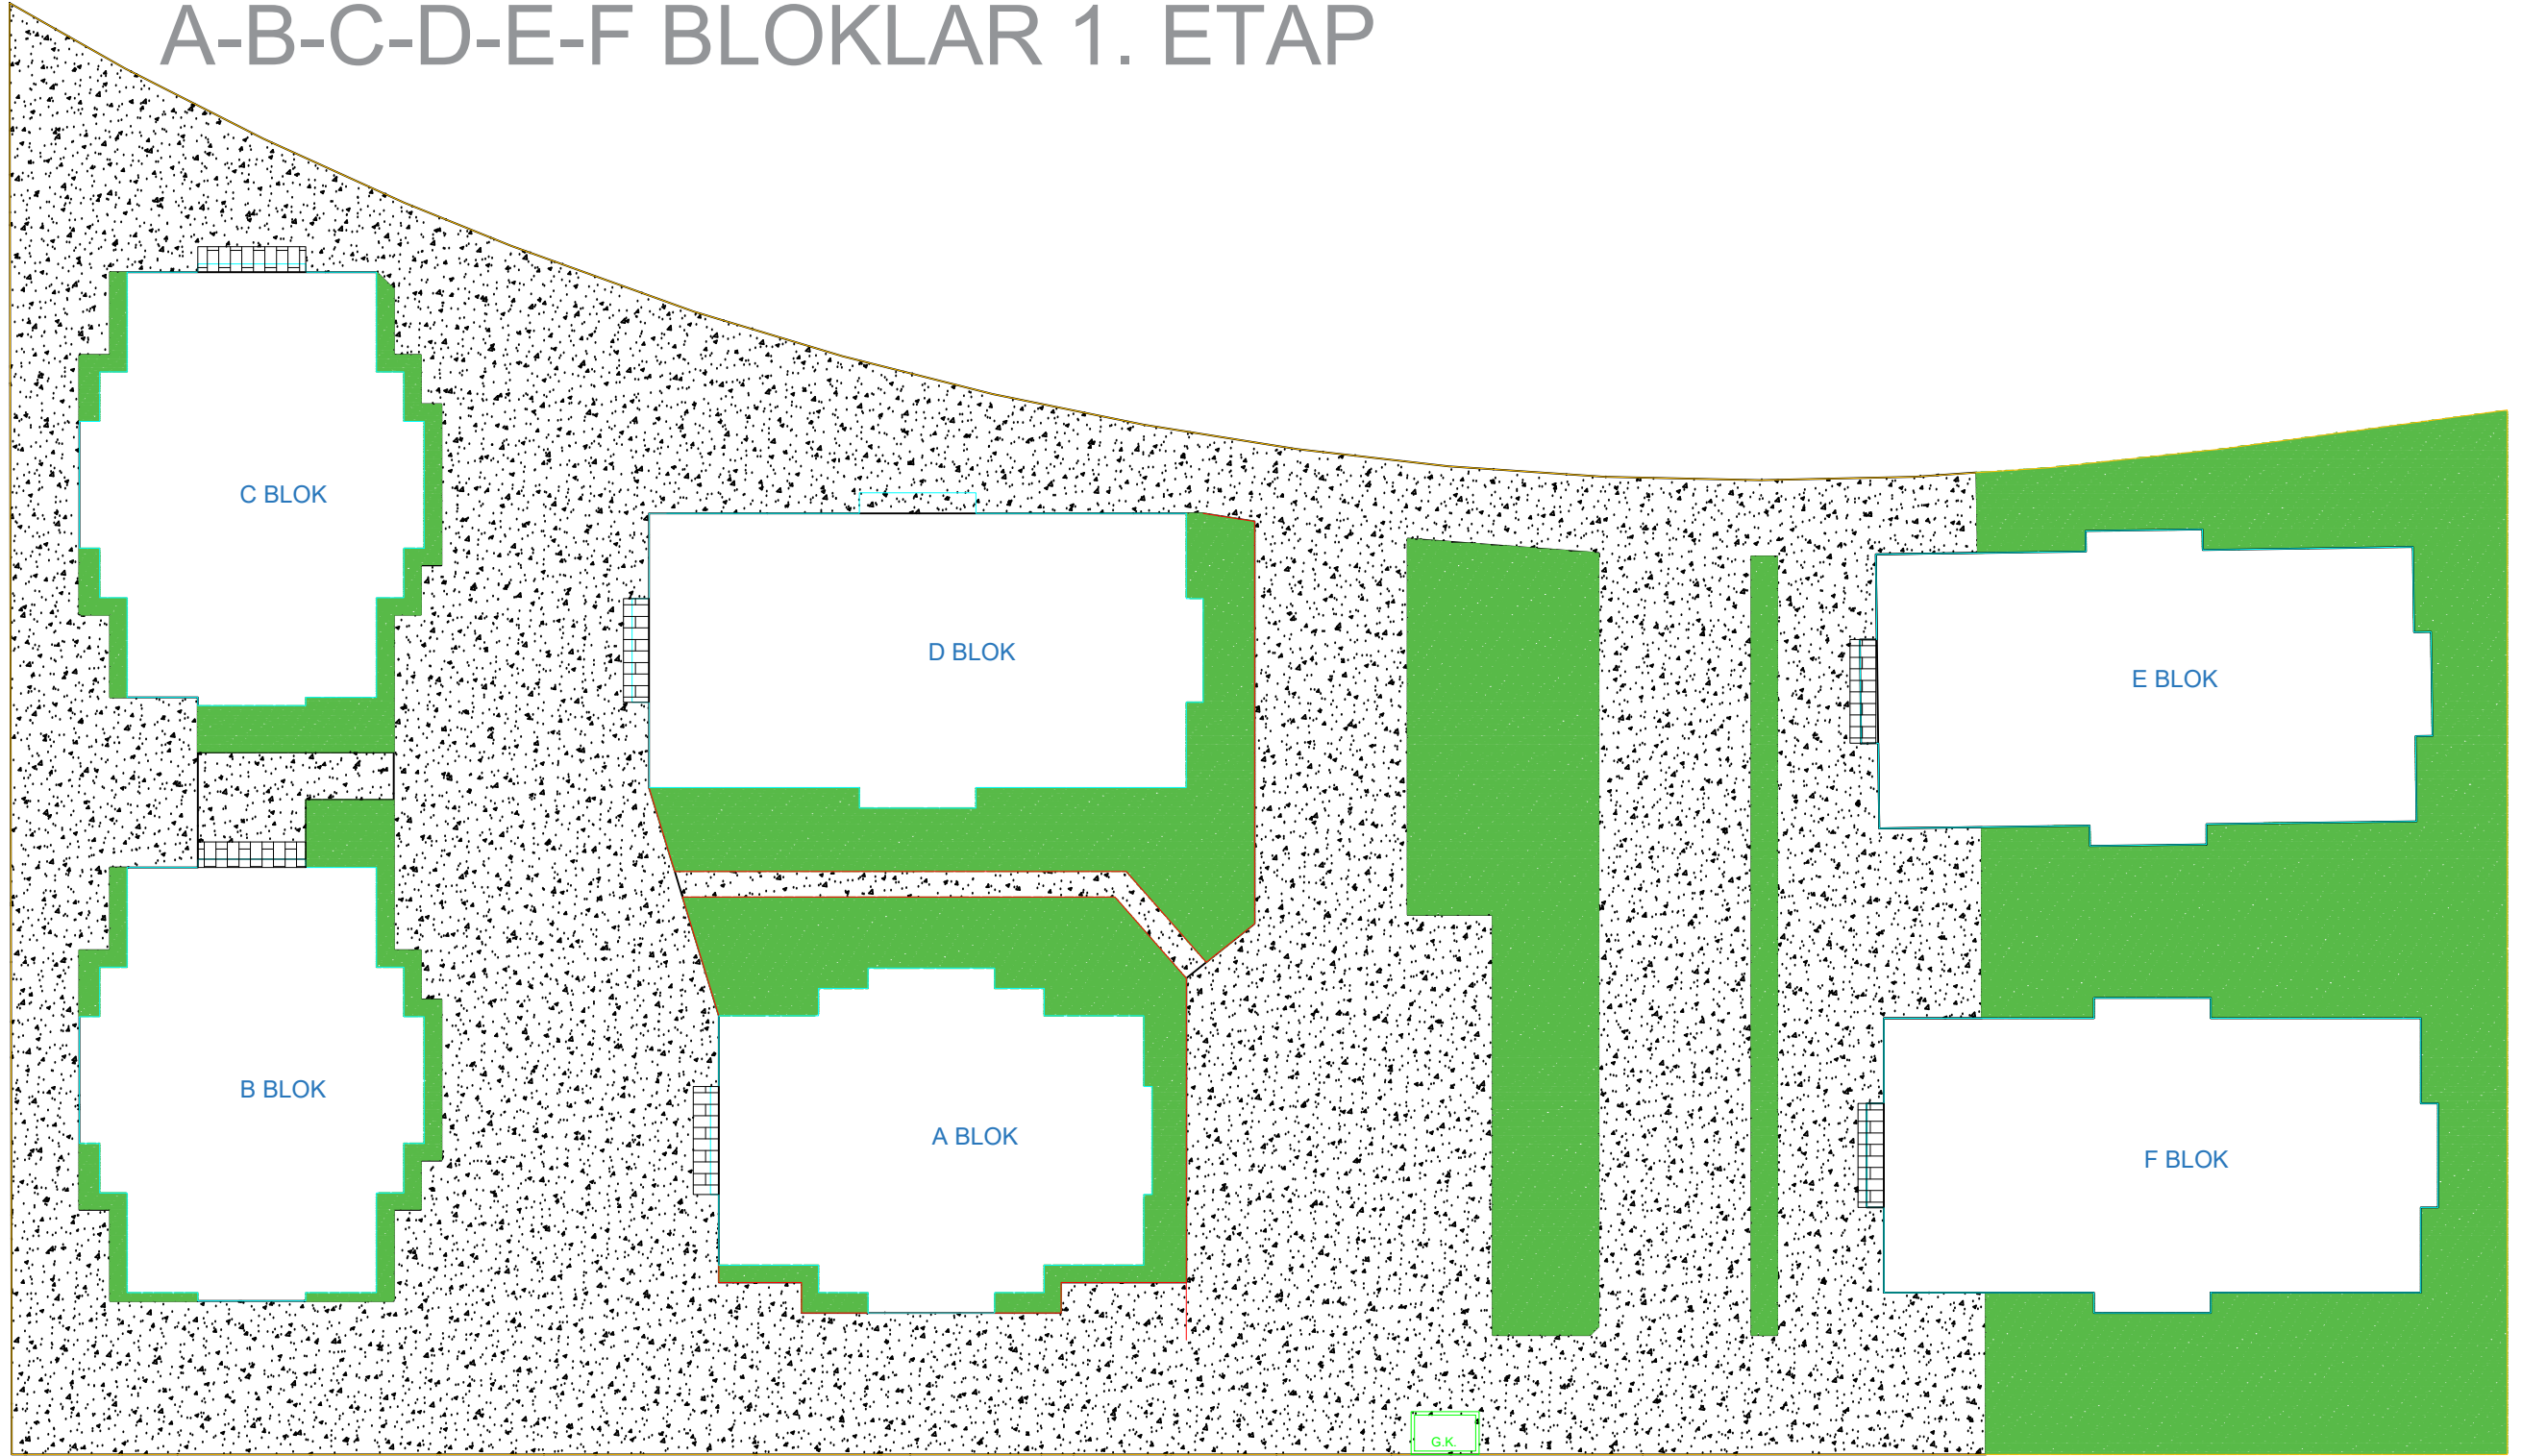 A-B-C-D-E-F BLOKLAR 1. ETAP
C BLOK
D BLOK
E BLOK
B BLOK
A BLOK
F BLOK
G.K.